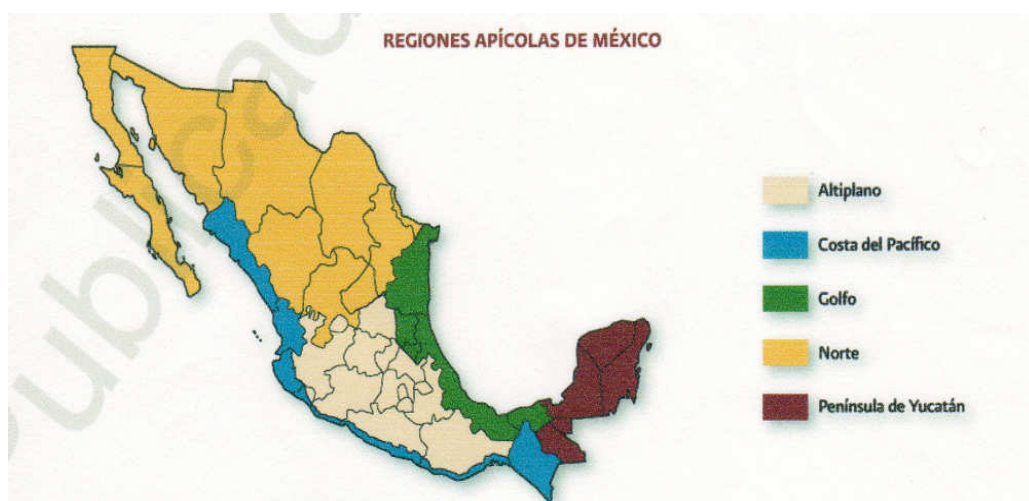 REGIONES APÍCOLAS DE MÉXICO
Altiplano
Costa del Pacífico
Golfo
Norte
Península de Yucatán